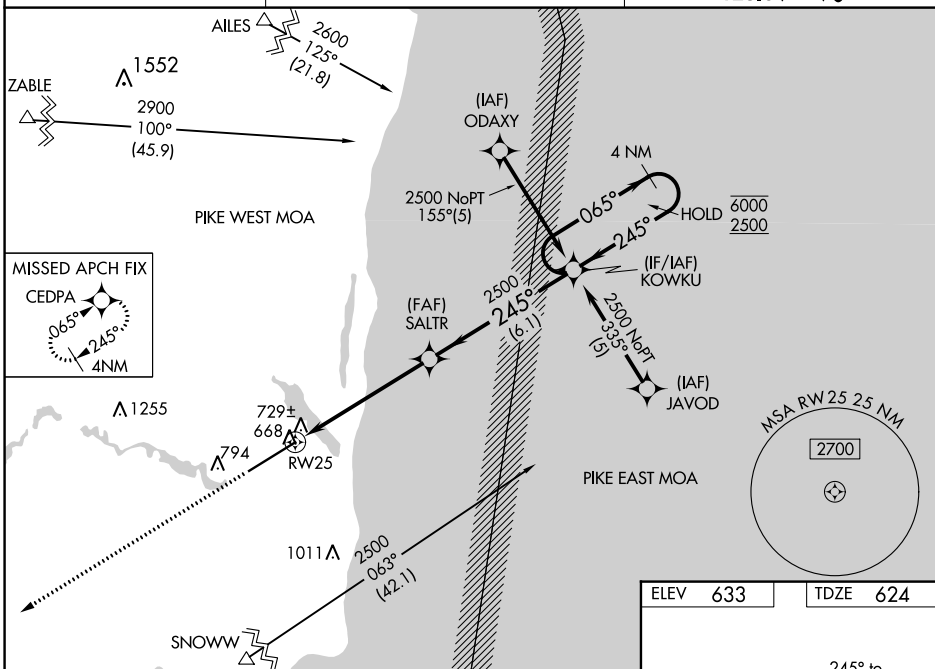 AILES
2600
125°
(21.8)
1552
ZABLE
2900
100°
(45.9)
(IAF)
ODAXY
4 NM
2500 NoPT
155°(5)
065°
HOLD
6000
2500
245°
PIKE WEST MOA
MISSED APCH FIX
CEDPA
065°
245°
4NM
(IF/IAF)
KOWKU
2500
245°
(6.1)
(FAF)
SALTR
2500 NoPT
335°
(5)
(IAF)
JAVOD
1255
729±
668
794
RW25
MSA RW25 25 NM
2700
PIKE EAST MOA
1011
2500
063°
(42.1)
SNOWW
ELEV 633
TDZE 624
245° to